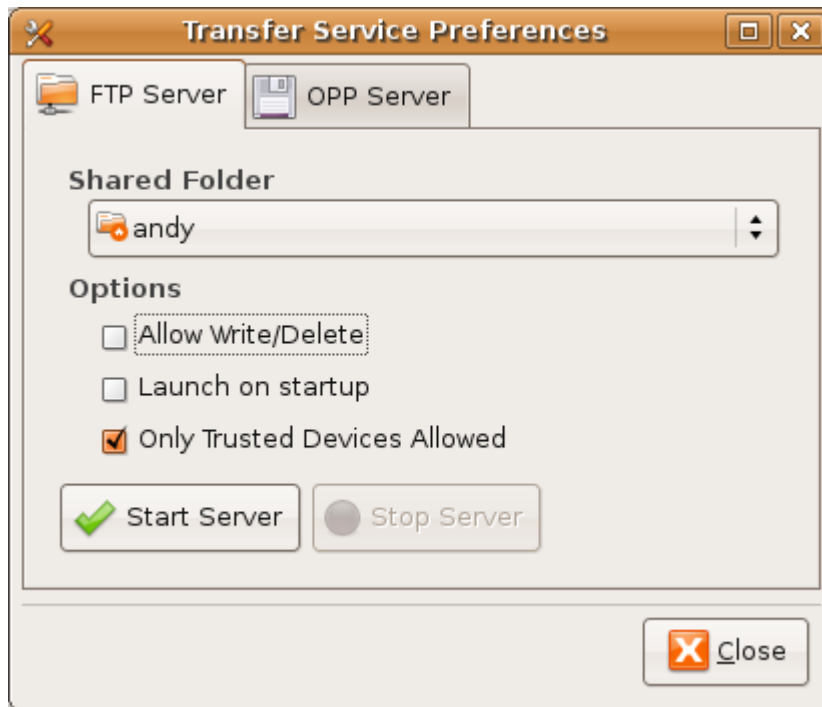 Transfer Service Preferences
FTP Server
OPP Server
Shared Folder
andy
Options
Allow Write/Delete
Launch on startup
Only Trusted Devices Allowed
Start Server
Stop Server
Close